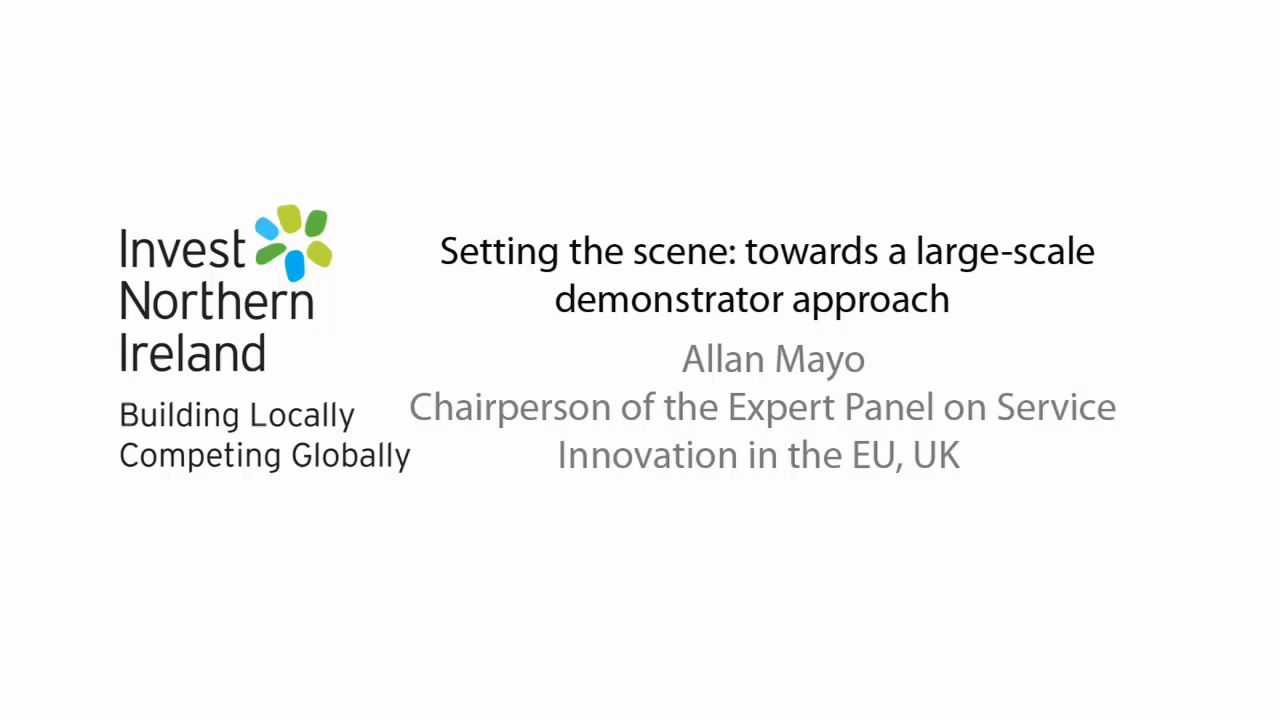 Invest
Northern
Ireland
Building Locally
Competing Globally
Setting the scene: towards a large-scale
demonstrator approach
Allan Mayo
Chairperson of the Expert Panel on Service
Innovation in the EU, UK